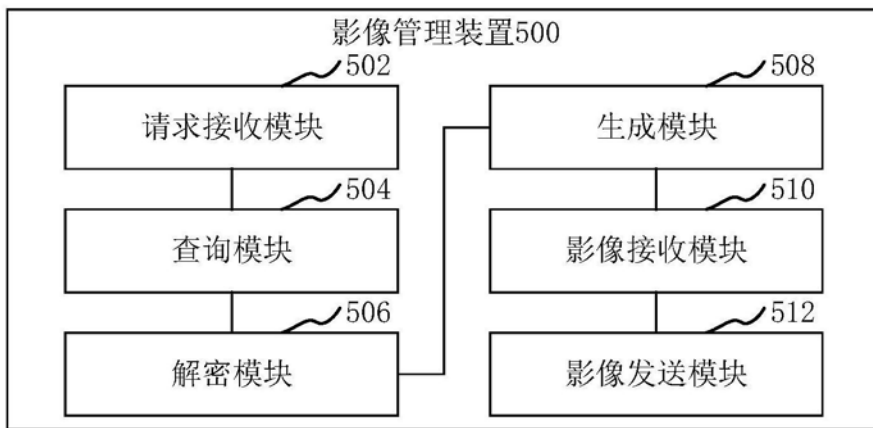 影像管理装置500
502
请求接收模块
504
查询模块
506
解密模块
508
生成模块
510
影像接收模块
512
影像发送模块